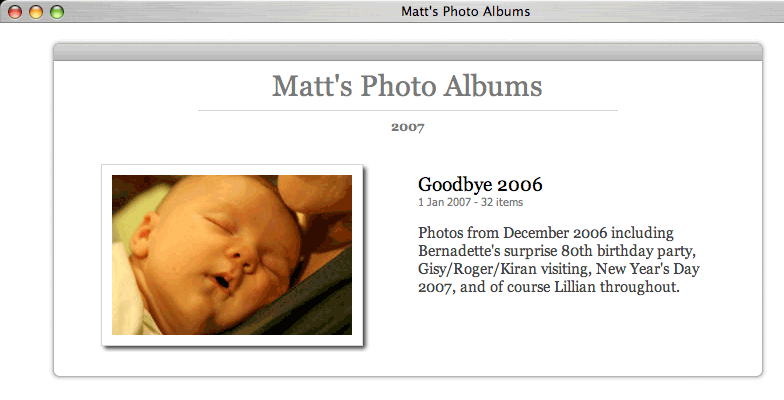 Matt's Photo Albums
Matt's Photo Albums
2007
Goodbye 2006
1 Jan 2007 - 32 items
Photos from December 2006 including
Bernadette's surprise 80th birthday party,
Gisy/Roger/Kiran visiting, New Year's Day
2007, and of course Lillian throughout.